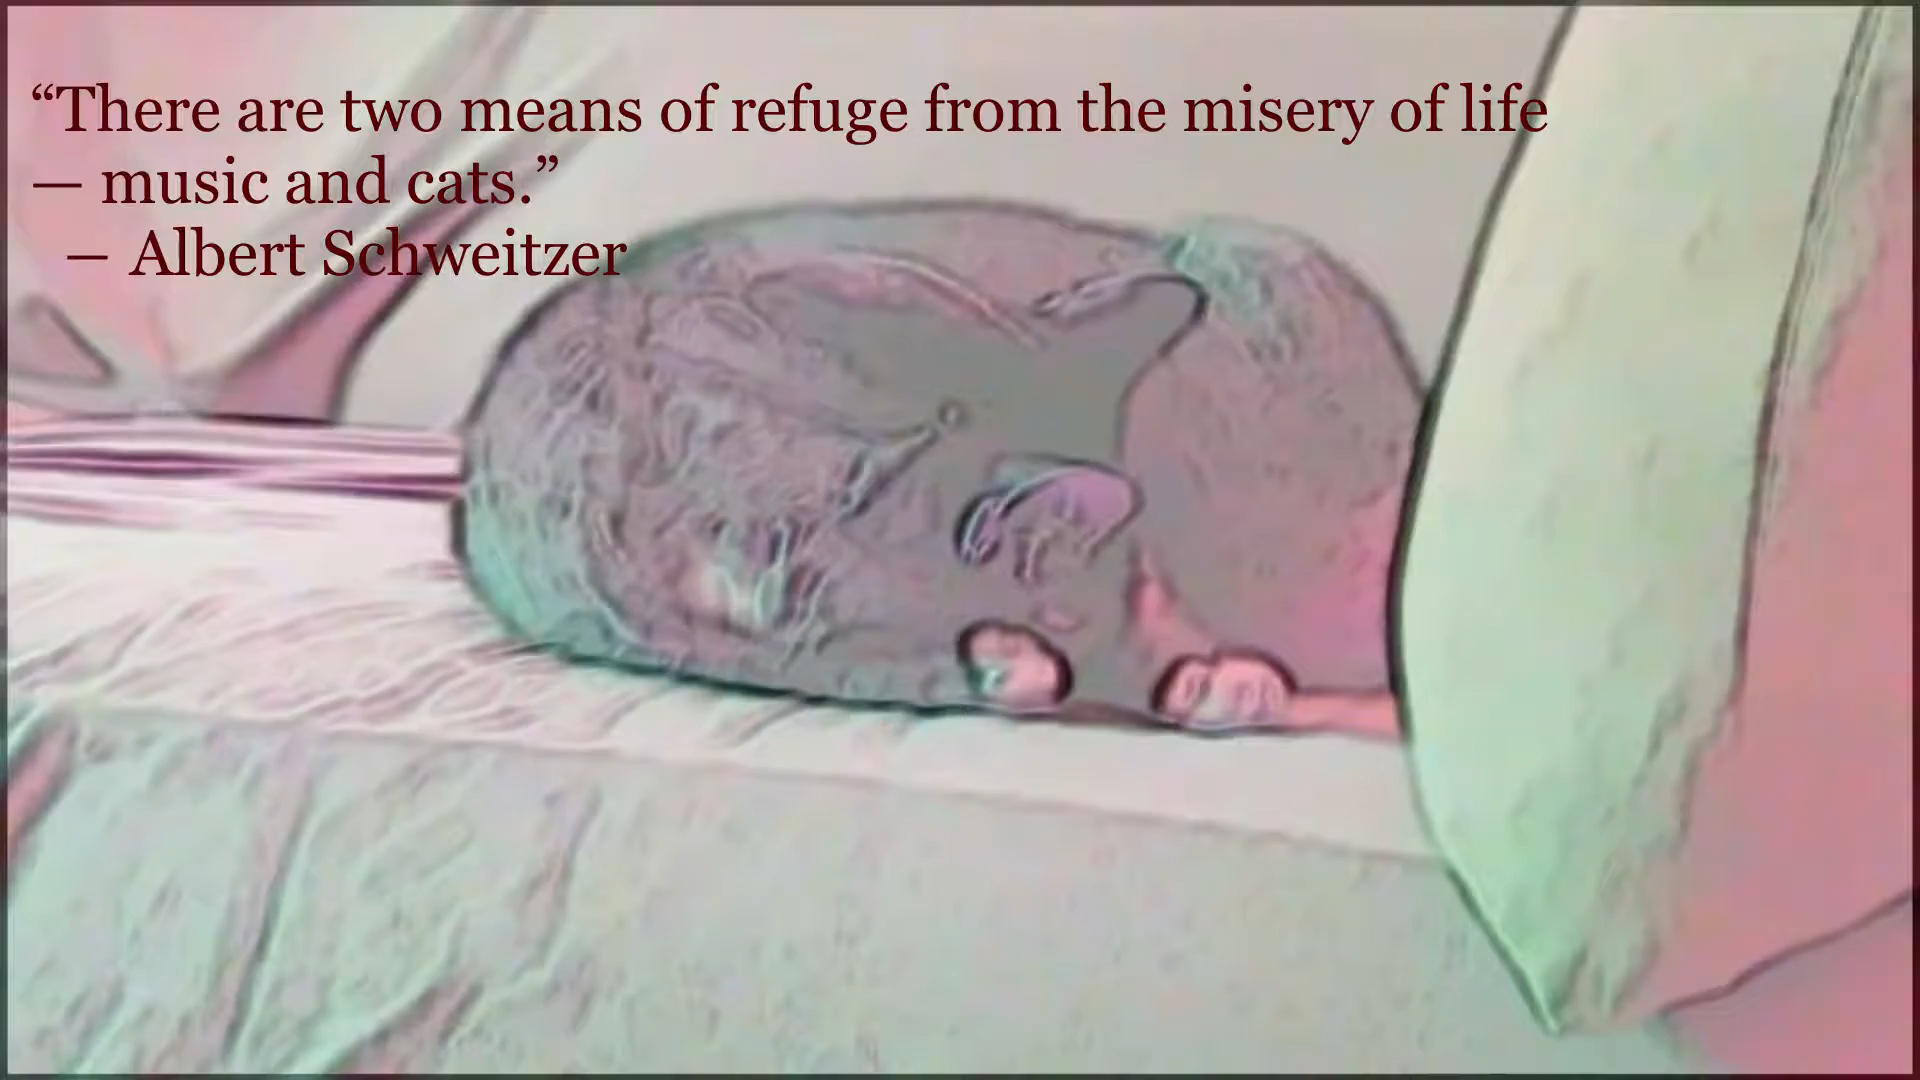 “There are two means of refuge from the misery of life
— music and cats.”
— Albert Schweitzer